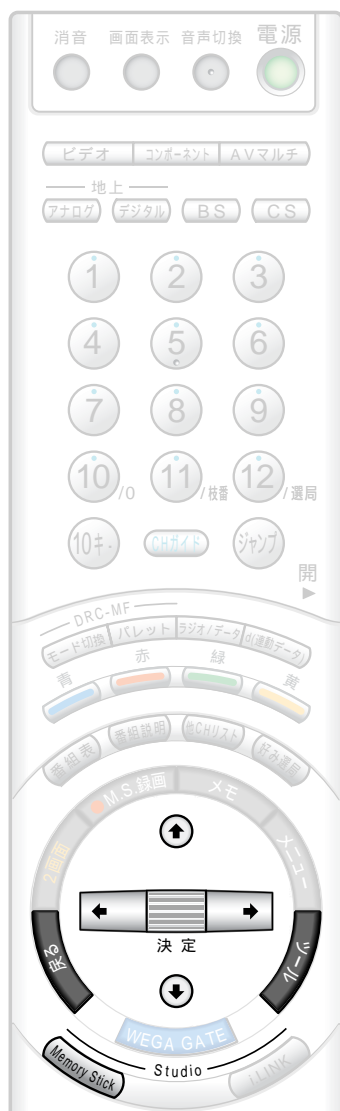 消音 画面表示 音声切換 電源
ビデオ コンポーネント AVマルチ
地上
アナログ デジタル BS CS
1 2 3
4 5 6
7 8 9
10/0 11/枝番 12/選局
10キー CHガイド ジャンプ
開
DRC-MF
モード切換 パレット ラジオ/データ d(連動データ)
青 赤 緑 黄
番組表 番組説明 他CHリスト 好み選局
2画面 M.S.録画 メモ メニュー
決定
戻る ツール
WEGA GATE
Memory Stick Studio i.LINK